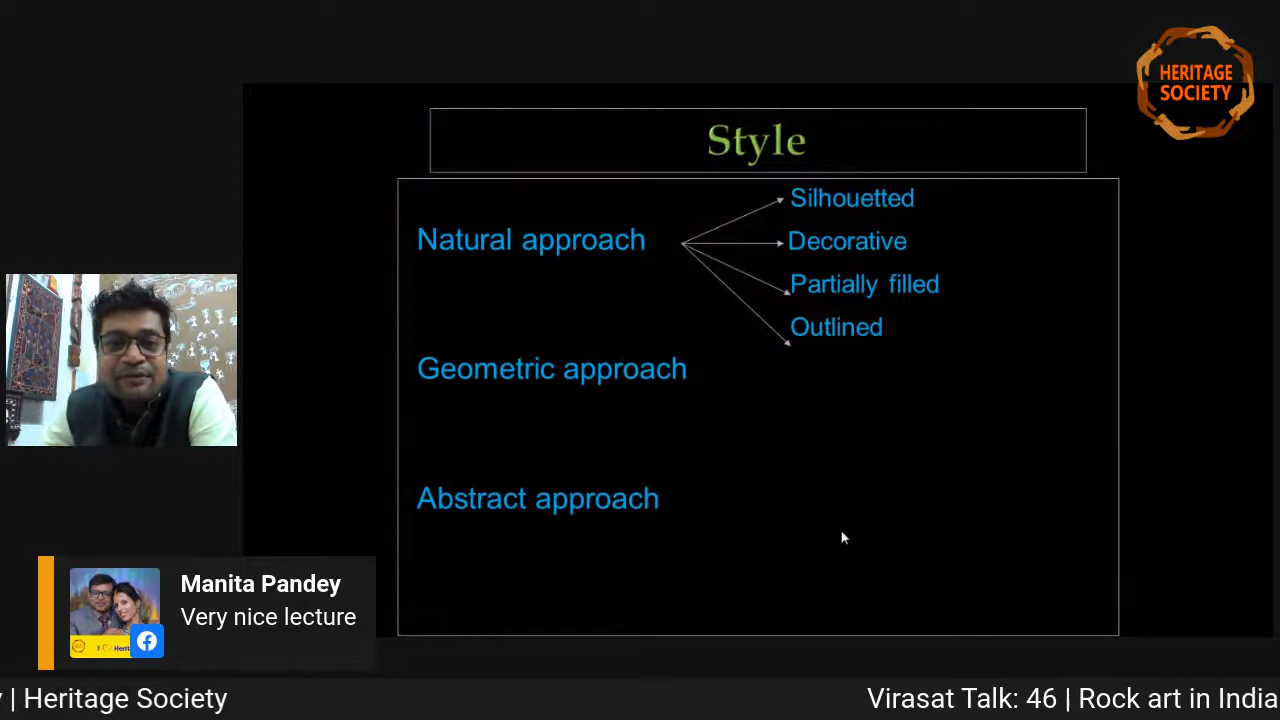 HERITAGE
SOCIETY
Style
Natural approach
Silhouetted
Decorative
Partially filled
Outlined
Geometric approach
Abstract approach
Manita Pandey
Very nice lecture
| Heritage Society
Virasat Talk: 46 | Rock art in India